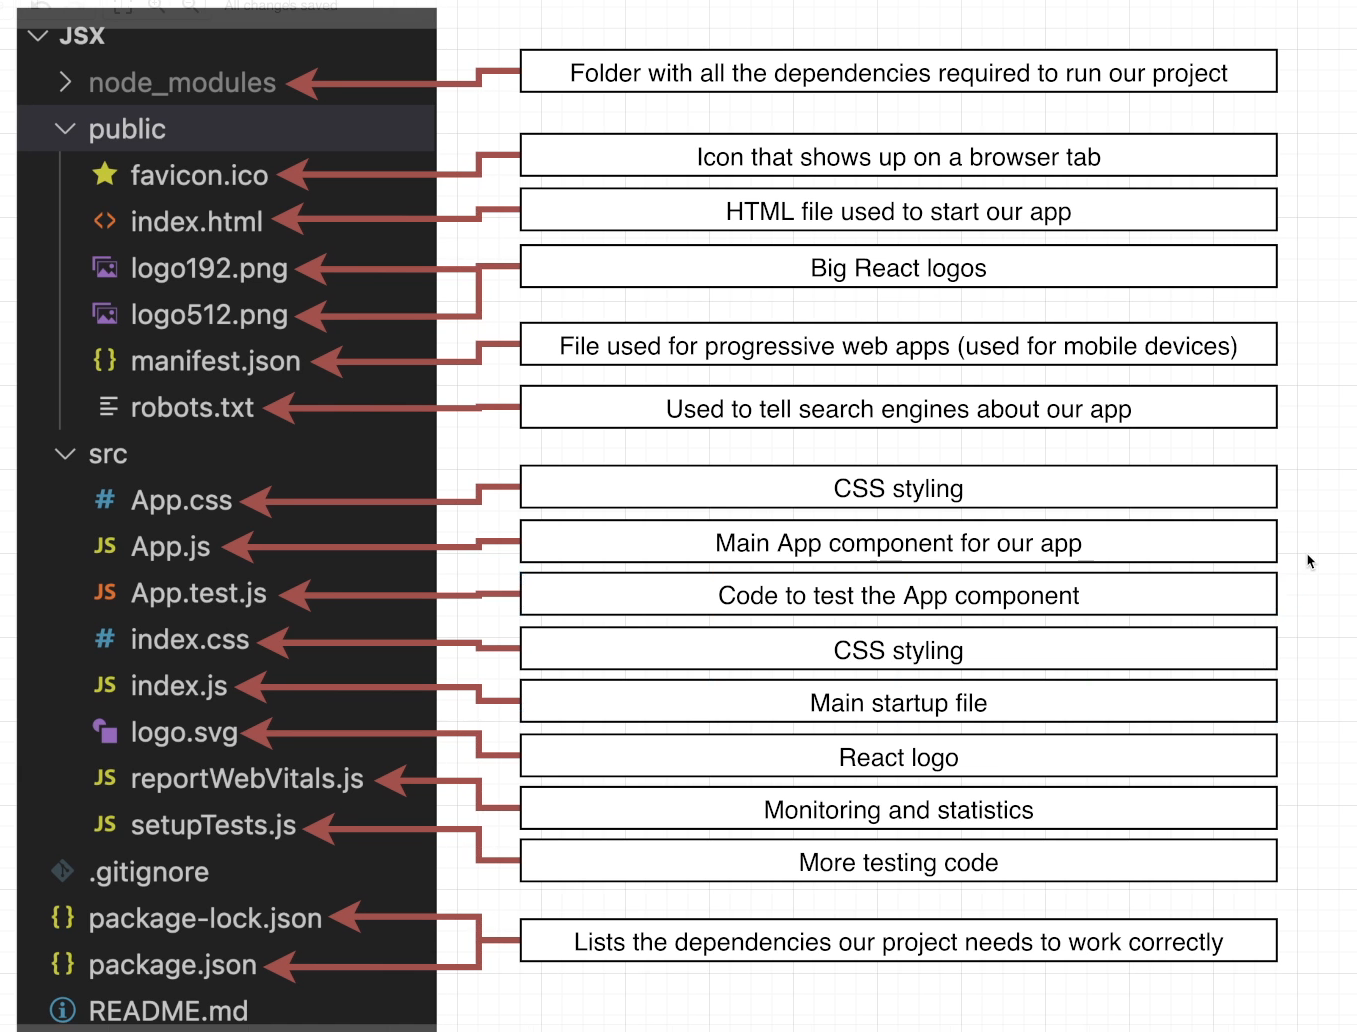 All changes saved
JSX
node_modules
Folder with all the dependencies required to run our project
public
favicon.ico
Icon that shows up on a browser tab
index.html
HTML file used to start our app
logo192.png
Big React logos
logo512.png
manifest.json
File used for progressive web apps (used for mobile devices)
robots.txt
Used to tell search engines about our app
src
App.css
CSS styling
App.js
Main App component for our app
App.test.js
Code to test the App component
index.css
CSS styling
index.js
Main startup file
logo.svg
React logo
reportWebVitals.js
Monitoring and statistics
setupTests.js
More testing code
.gitignore
package-lock.json
Lists the dependencies our project needs to work correctly
package.json
README.md